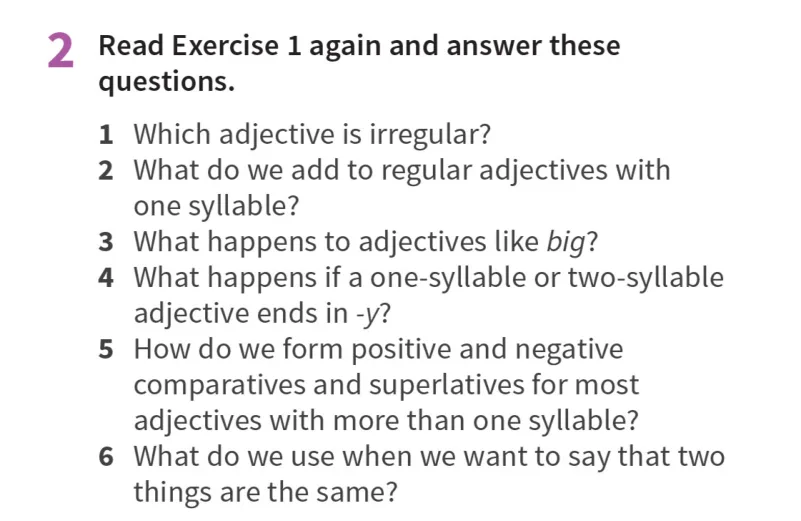 2 Read Exercise 1 again and answer these
questions.
1 Which adjective is irregular?
2 What do we add to regular adjectives with
one syllable?
3 What happens to adjectives like big?
4 What happens if a one-syllable or two-syllable
adjective ends in -y?
5 How do we form positive and negative
comparatives and superlatives for most
adjectives with more than one syllable?
6 What do we use when we want to say that two
things are the same?